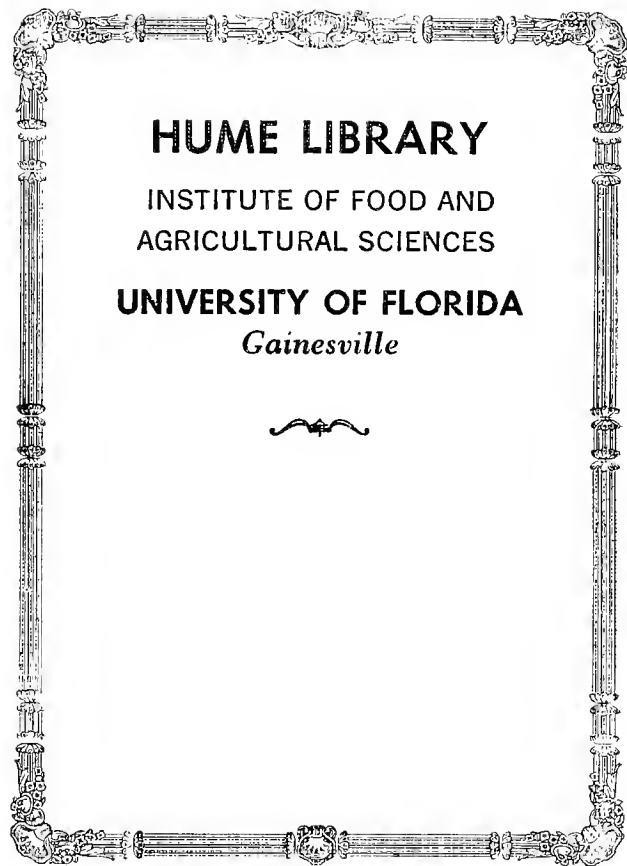 HUME LIBRARY
INSTITUTE OF FOOD AND
AGRICULTURAL SCIENCES
UNIVERSITY OF FLORIDA
Gainesville